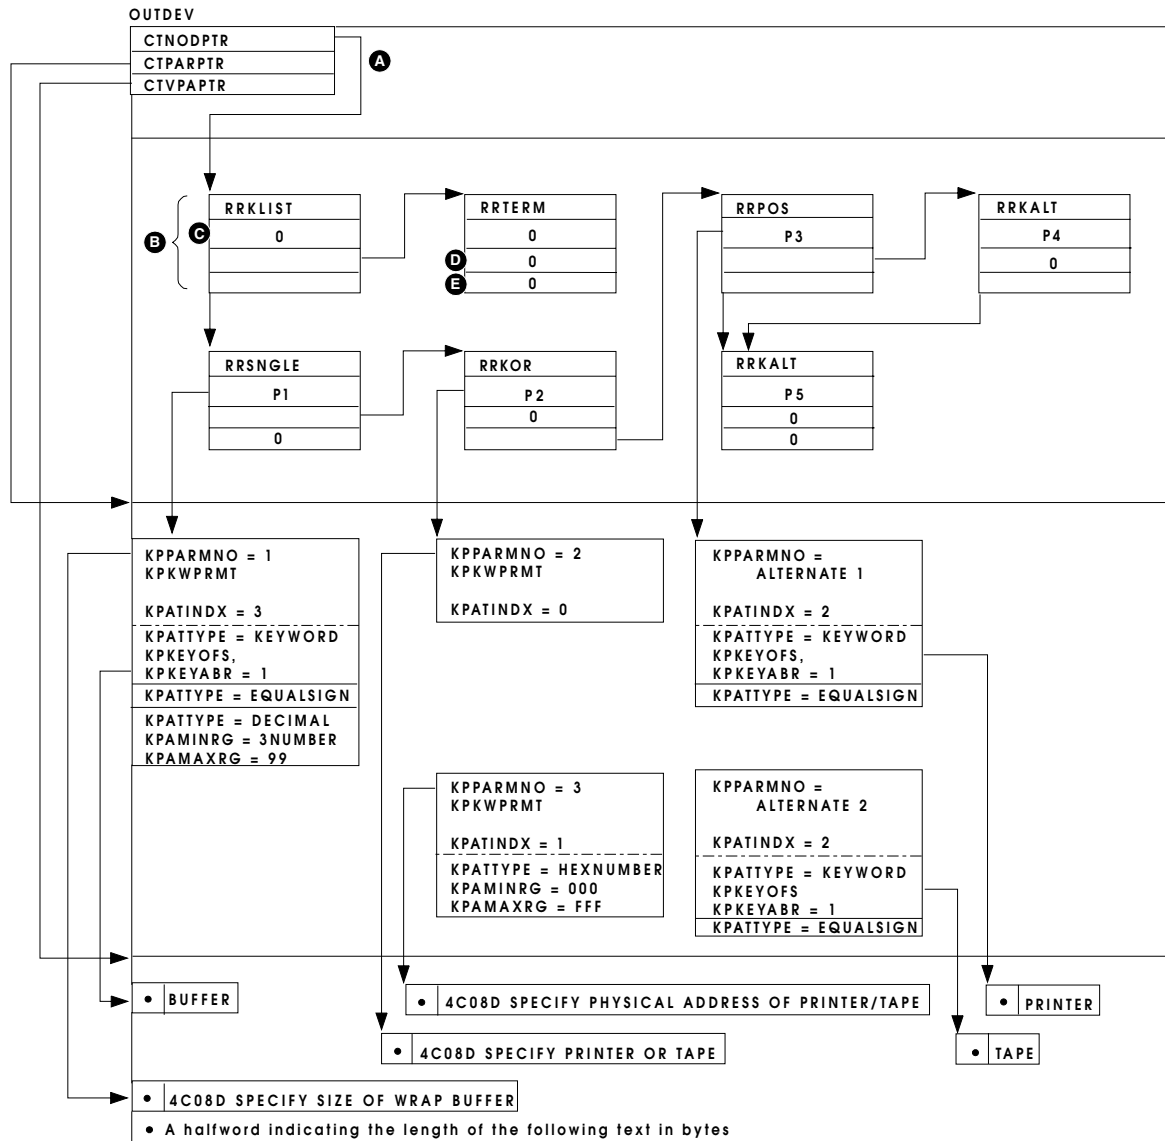 OUTDEV
CTNODPTR
CTPARPTR
CTVPAPTR
A
B
C
RRKLIST
0
RRTERM
0
D 0
E 0
RRPOS
P3
RRKALT
P4
0
RRSNGLE
P1
0
RRKOR
P2
0
RRKALT
P5
0
0
KPPARMNO = 1
KPKWPRMT
KPATINDX = 3
KPATTYPE = KEYWORD
KPKEYOFS,
KPKEYABR = 1
KPATTYPE = EQUALSIGN
KPATTYPE = DECIMAL
KPAMINRG = 3NUMBER
KPAMAXRG = 99
KPPARMNO = 2
KPKWPRMT
KPATINDX = 0
KPPARMNO =
ALTERNATE 1
KPATINDX = 2
KPATTYPE = KEYWORD
KPKEYOFS,
KPKEYABR = 1
KPATTYPE = EQUALSIGN
KPPARMNO = 3
KPKWPRMT
KPATINDX = 1
KPATTYPE = HEXNUMBER
KPAMINRG = 000
KPAMAXRG = FFF
KPPARMNO =
ALTERNATE 2
KPATINDX = 2
KPATTYPE = KEYWORD
KPKEYOFS
KPKEYABR = 1
KPATTYPE = EQUALSIGN
• BUFFER
• 4C08D SPECIFY PHYSICAL ADDRESS OF PRINTER/TAPE
• PRINTER
• 4C08D SPECIFY PRINTER OR TAPE
• TAPE
• 4C08D SPECIFY SIZE OF WRAP BUFFER
• A halfword indicating the length of the following text in bytes